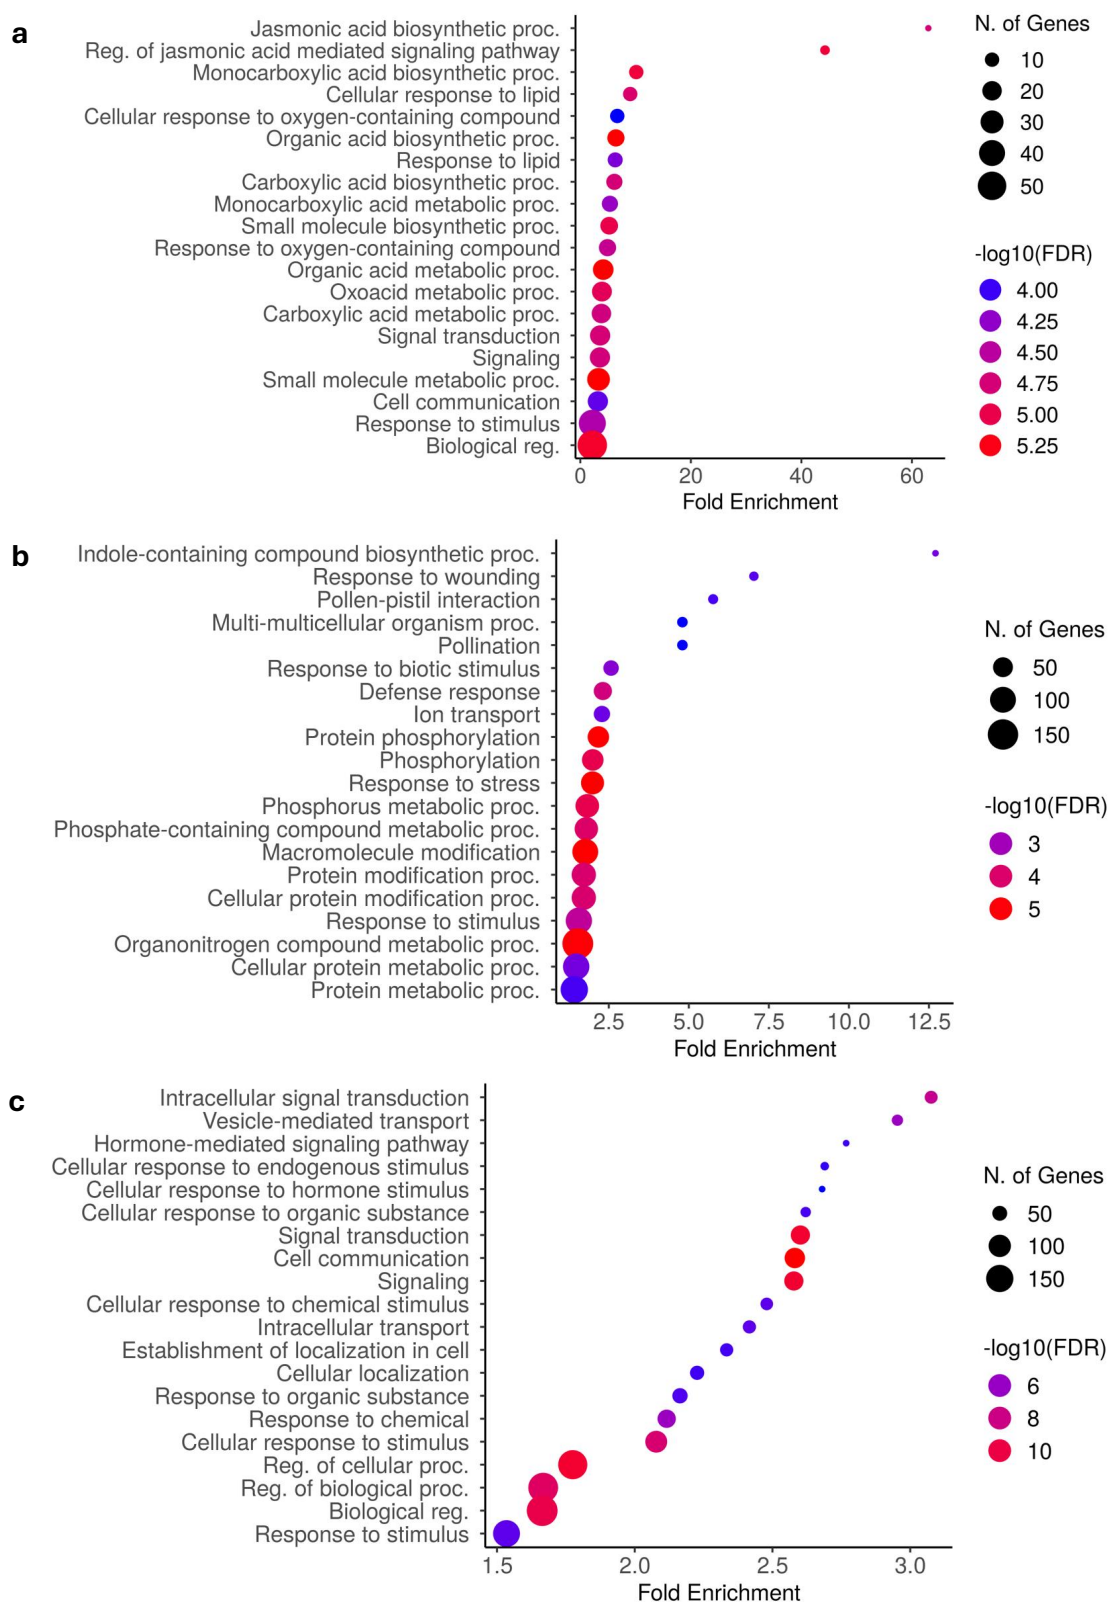 a
Jasmonic acid biosynthetic proc.
Reg. of jasmonic acid mediated signaling pathway
Monocarboxylic acid biosynthetic proc.
Cellular response to lipid
Cellular response to oxygen-containing compound
Organic acid biosynthetic proc.
Response to lipid
Carboxylic acid biosynthetic proc.
Monocarboxylic acid metabolic proc.
Small molecule biosynthetic proc.
Response to oxygen-containing compound
Organic acid metabolic proc.
Oxoacid metabolic proc.
Carboxylic acid metabolic proc.
Signal transduction
Signaling
Small molecule metabolic proc.
Cell communication
Response to stimulus
Biological reg.
0 20 40 60
Fold Enrichment
N. of Genes
10
20
30
40
50
-log10(FDR)
4.00
4.25
4.50
4.75
5.00
5.25
b
Indole-containing compound biosynthetic proc.
Response to wounding
Pollen-pistil interaction
Multi-multicellular organism proc.
Pollination
Response to biotic stimulus
Defense response
Ion transport
Protein phosphorylation
Phosphorylation
Response to stress
Phosphorus metabolic proc.
Phosphate-containing compound metabolic proc.
Macromolecule modification
Protein modification proc.
Cellular protein modification proc.
Response to stimulus
Organonitrogen compound metabolic proc.
Cellular protein metabolic proc.
Protein metabolic proc.
2.5 5.0 7.5 10.0 12.5
Fold Enrichment
N. of Genes
50
100
150
-log10(FDR)
3
4
5
c
Intracellular signal transduction
Vesicle-mediated transport
Hormone-mediated signaling pathway
Cellular response to endogenous stimulus
Cellular response to hormone stimulus
Cellular response to organic substance
Signal transduction
Cell communication
Signaling
Cellular response to chemical stimulus
Intracellular transport
Establishment of localization in cell
Cellular localization
Response to organic substance
Response to chemical
Cellular response to stimulus
Reg. of cellular proc.
Reg. of biological proc.
Biological reg.
Response to stimulus
1.5 2.0 2.5 3.0
Fold Enrichment
N. of Genes
50
100
150
-log10(FDR)
6
8
10